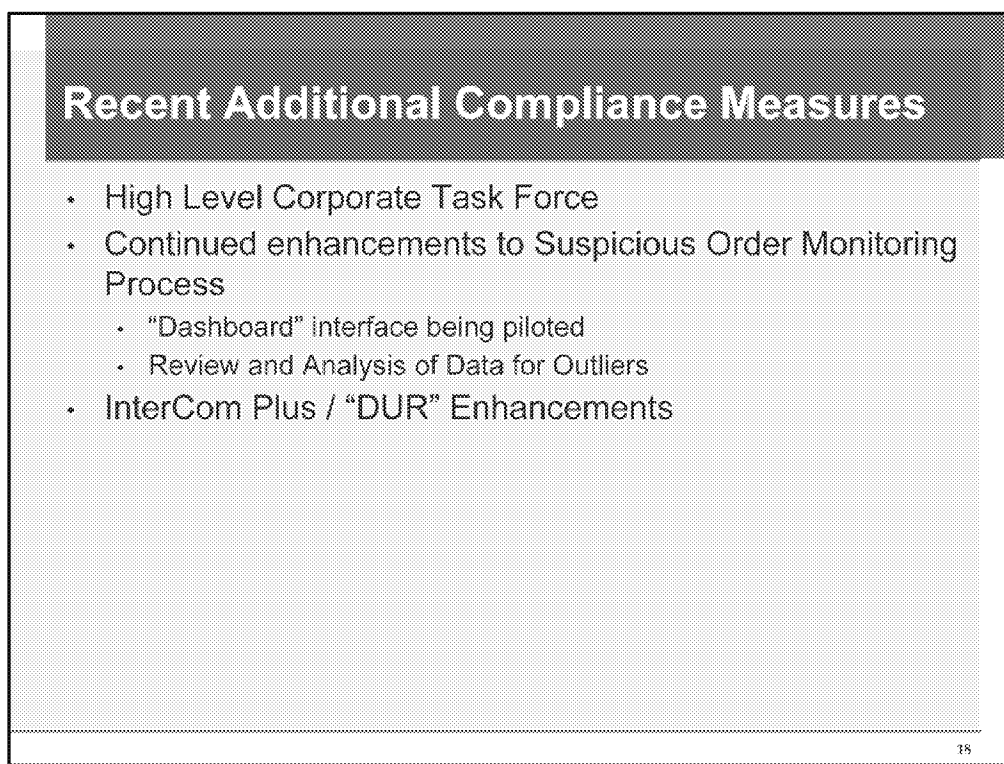 Recent Additional Compliance Measures
• High Level Corporate Task Force
• Continued enhancements to Suspicious Order Monitoring
Process
• “Dashboard” interface being piloted
• Review and Analysis of Data for Outliers
• InterCom Plus / “DUR” Enhancements